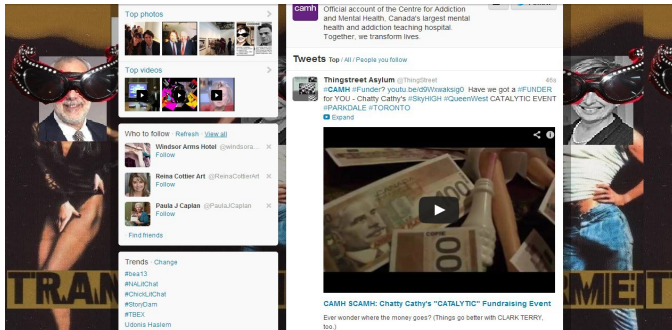 Top photos
Top videos
Who to follow · Refresh · View all
Windsor Arms Hotel @windsora...
Follow
Reina Cottier Art @ReinaCottierArt
Follow
Paula J Caplan @PaulaJCaplan
Follow
Find friends
Trends · Change
#bea13
#NALitChat
#ChickLitChat
#StoryDam
#TBEX
Udonis Haslem
camh
Official account of the Centre for Addiction
and Mental Health, Canada's largest mental
health and addiction teaching hospital.
Together, we transform lives.
Tweets Top / All / People you follow
Thingstreet Asylum @ThingStreet 46s
#CAMH #Funder? youtu.be/d9Wxwaksig0 Have we got a #FUNDER
for YOU - Chatty Cathy's #SkyHIGH #QueenWest CATALYTIC EVENT
#PARKDALE #TORONTO
Expand
CAMH $CAMH: Chatty Cathy's "CATALYTIC" Fundraising Event
Ever wonder where the money goes? (Things go better with CLARK TERRY,
too.)
TRAN
RMEIT